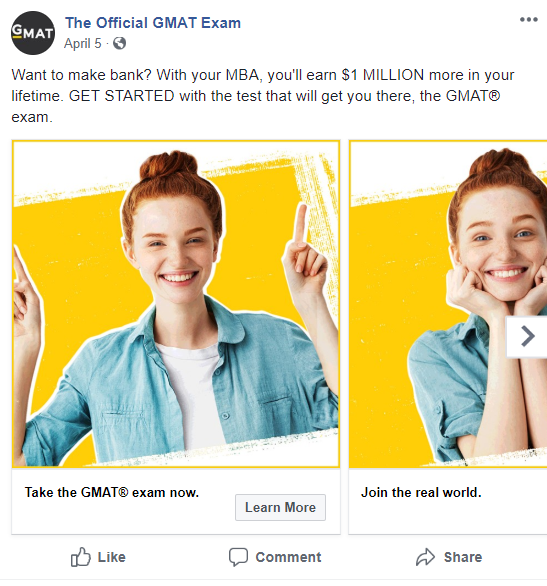 GMAT
The Official GMAT Exam
April 5 ·
Want to make bank? With your MBA, you'll earn $1 MILLION more in your
lifetime. GET STARTED with the test that will get you there, the GMAT®
exam.
Take the GMAT® exam now.
Learn More
Join the real world.
Like
Comment
Share